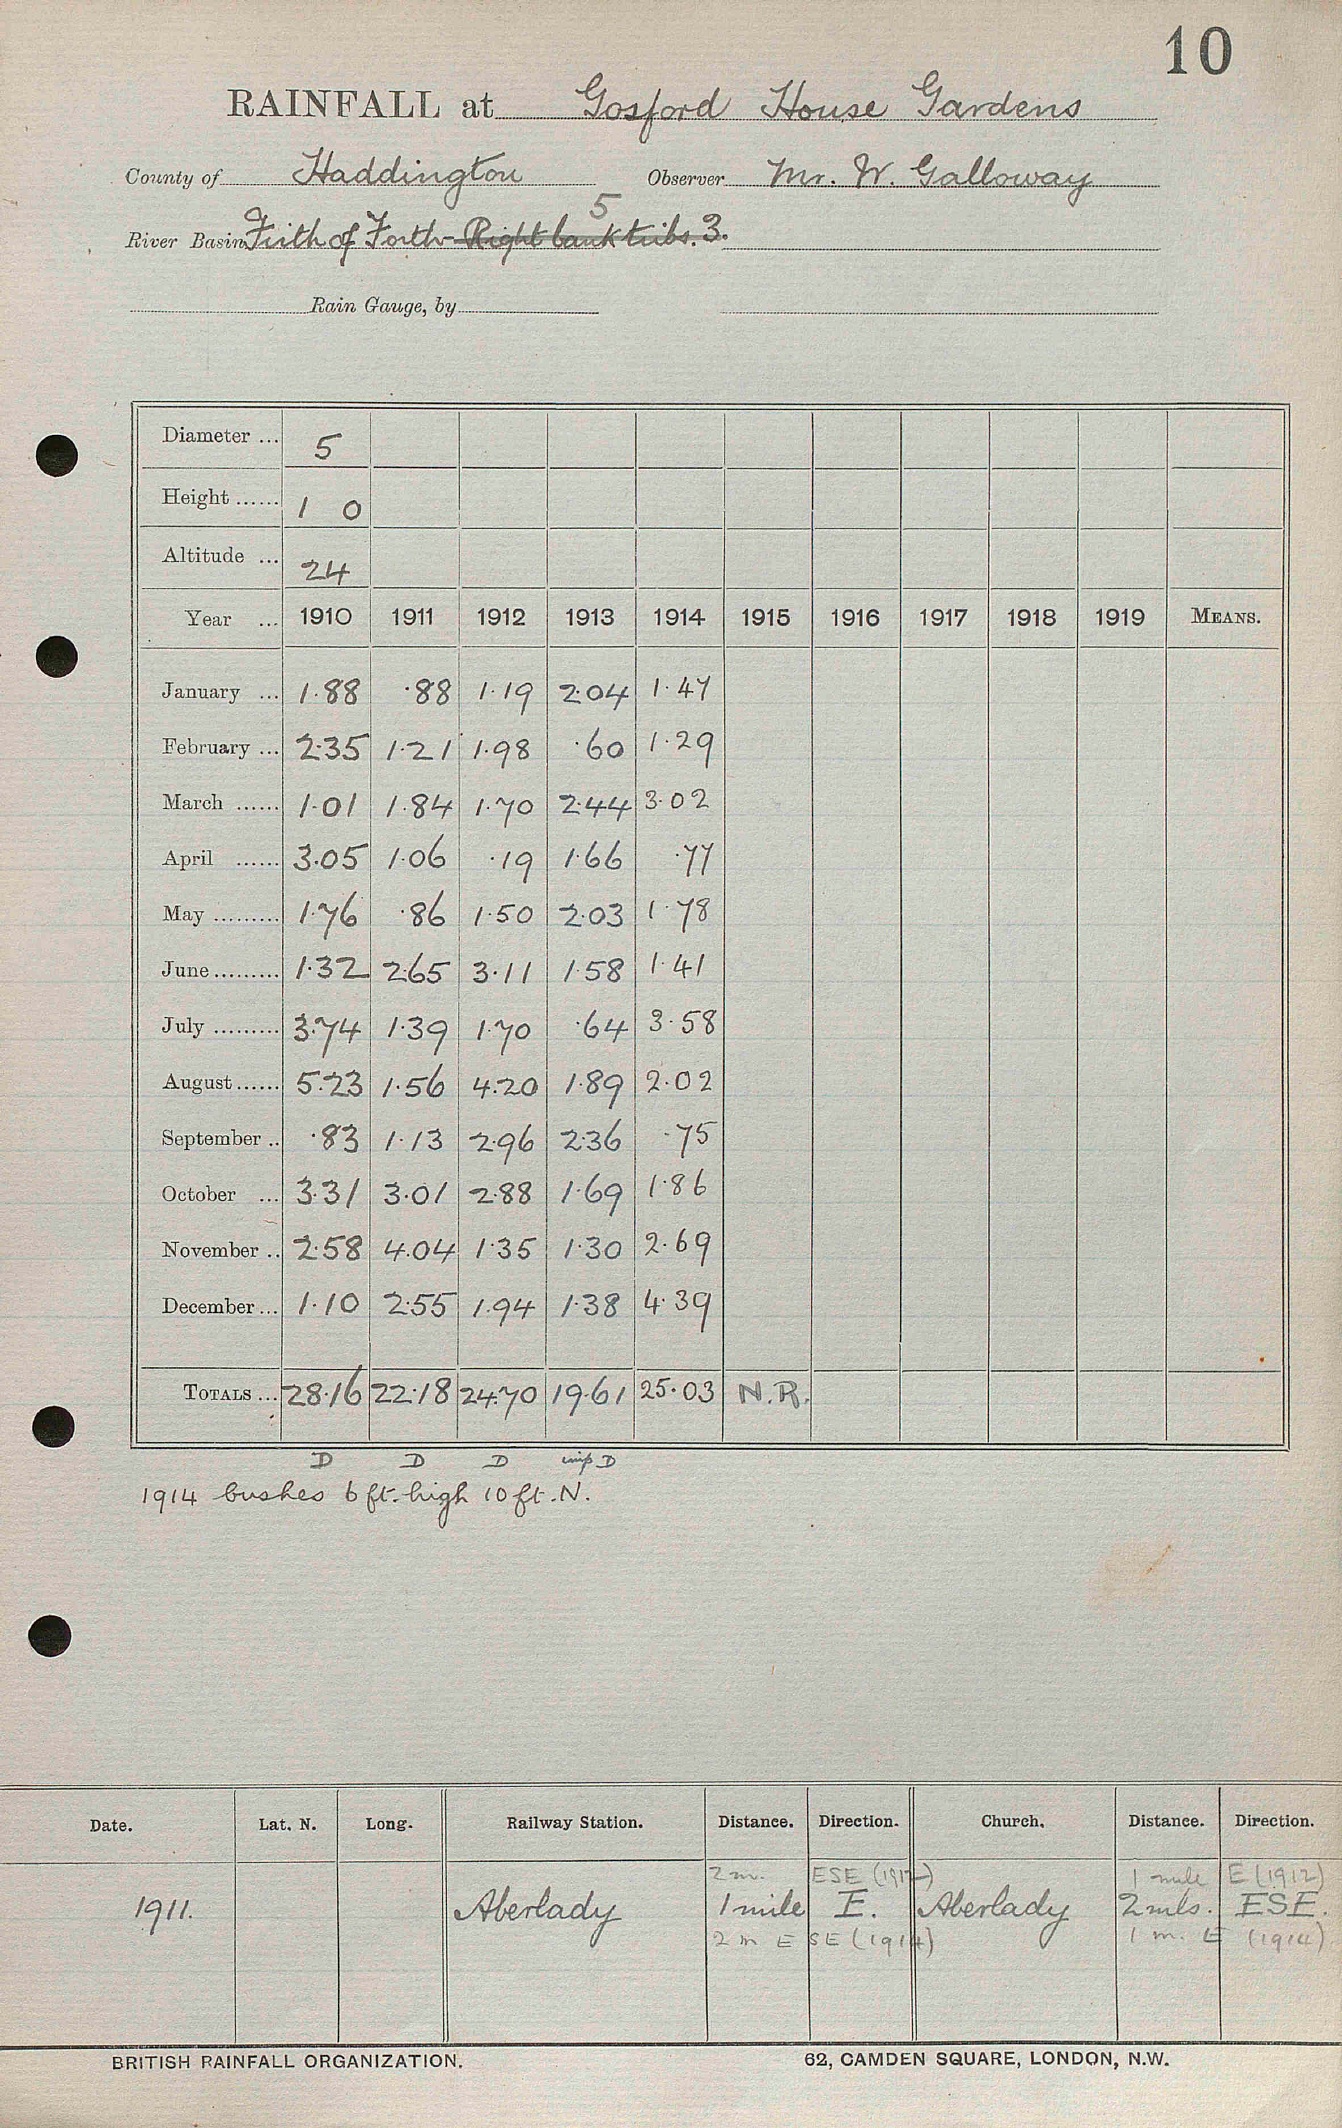 10
RAINFALL at Gosford House Gardens
County of Haddington Observer Mr. W. Galloway
5
River Basin Firth of Forth - Right bank tribs. 3.
Rain Gauge, by
Diameter ... 5
Height ...... 1 0
Altitude ... 24
Year ... 1910 1911 1912 1913 1914 1915 1916 1917 1918 1919 MEANS.
January ... 1.88 .88 1.19 2.04 1.47
February ... 2.35 1.21 1.98 .60 1.29
March ...... 1.01 1.84 1.70 2.44 3.02
April ...... 3.05 1.06 .19 1.66 .77
May ......... 1.76 .86 1.50 2.03 1.78
June ......... 1.32 2.65 3.11 1.58 1.41
July ......... 3.74 1.39 1.70 .64 3.58
August ...... 5.23 1.56 4.20 1.89 2.02
September .. .83 1.13 2.96 2.36 .75
October ... 3.31 3.01 2.88 1.69 1.86
November .. 2.58 4.04 1.35 1.30 2.69
December ... 1.10 2.55 1.94 1.38 4.39
TOTALS ... 28.16 22.18 24.70 19.61 25.03 N.R.
D D D imp D
1914 bushes 6 ft. high 10 ft. N.
Date. Lat. N. Long. Railway Station. Distance. Direction. Church. Distance. Direction.
2 m. ESE (1912) 1 mile E (1912)
1911. Aberlady 1 mile E. Aberlady 2 mls. ESE.
2 m E SE (1914) 1 m. E (1914)
BRITISH RAINFALL ORGANIZATION. 62, CAMDEN SQUARE, LONDON, N.W.